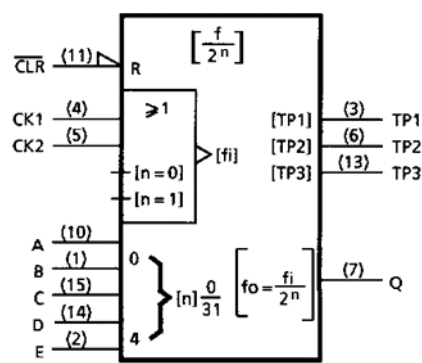 [f/2ⁿ]
CLR (11) R
CK1 (4) ⩾1 [TP1] (3) TP1
CK2 (5) [fi] [TP2] (6) TP2
[n=0] [TP3] (13) TP3
[n=1]
A (10) 0
B (1)
C (15) [n] 0/31 [fo=fi/2ⁿ] (7) Q
D (14)
E (2) 4